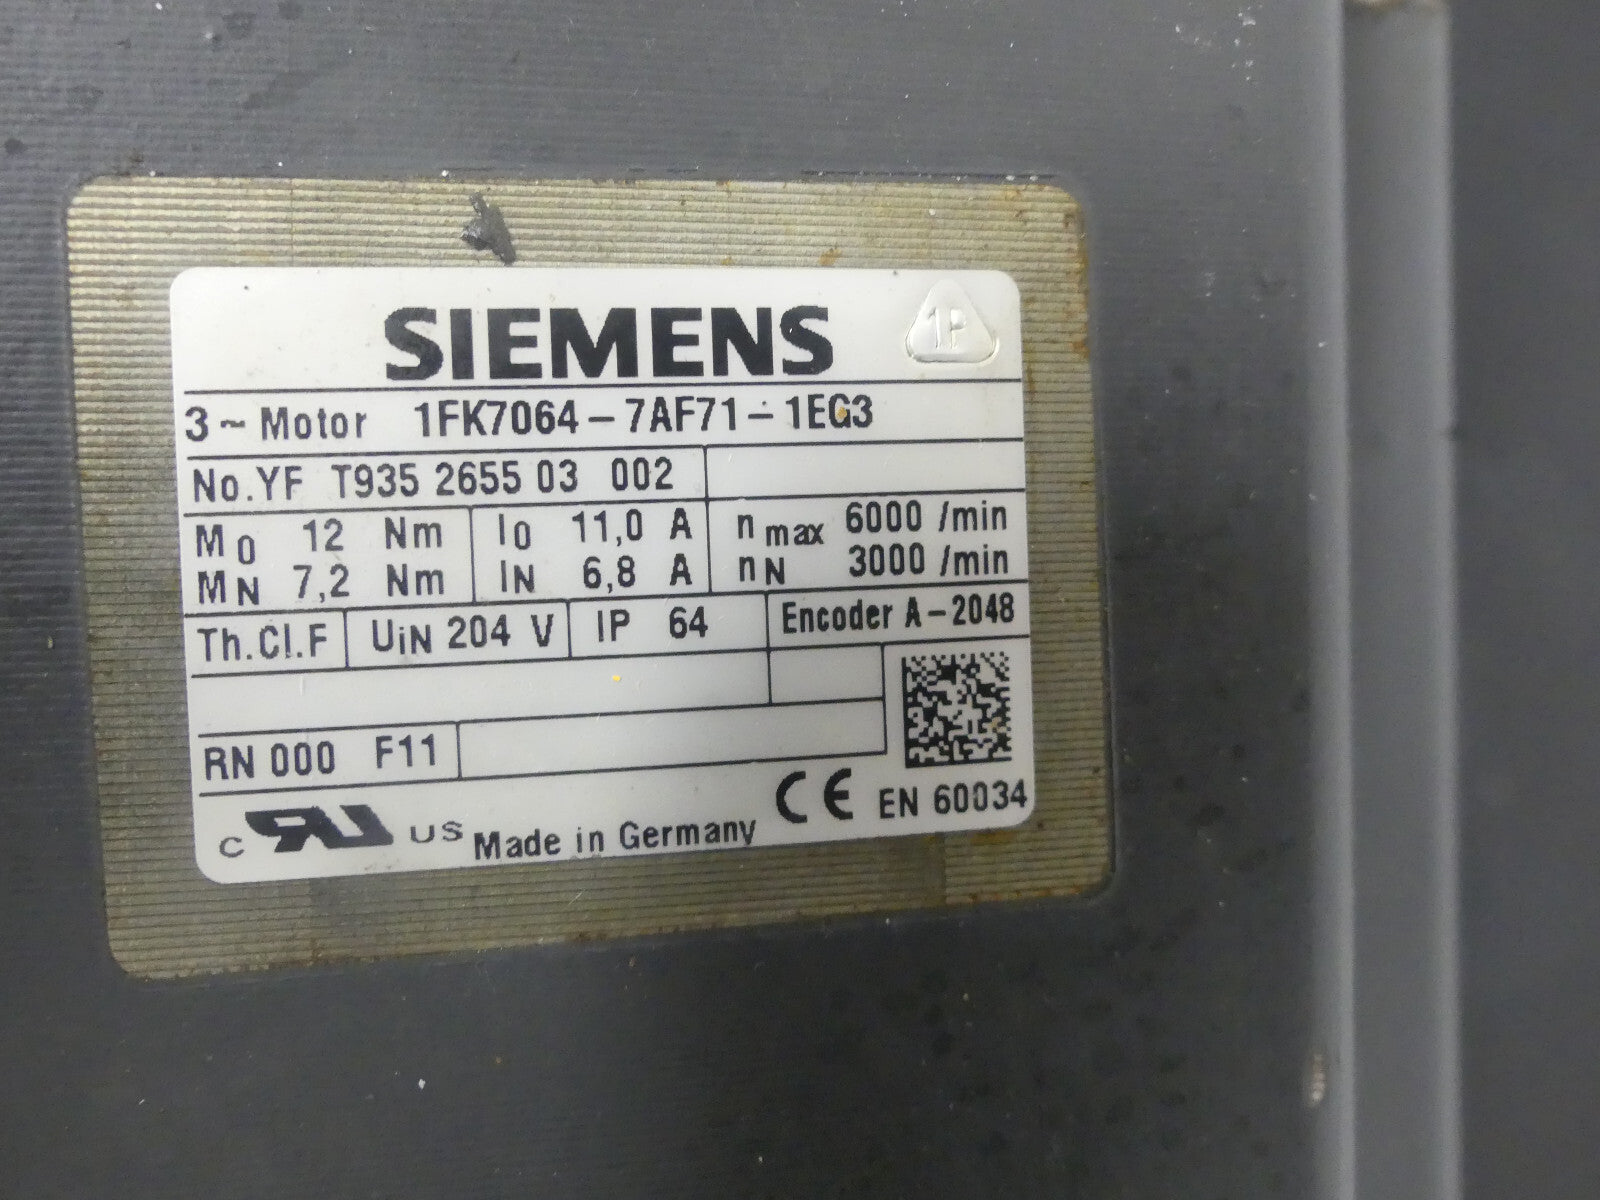 SIEMENS
1P
3 ~ Motor 1FK7064-7AF71-1EG3
No.YF T935 2655 03 002
M0 12 Nm I0 11,0 A nmax 6000 /min
MN 7,2 Nm IN 6,8 A nN 3000 /min
Th.Cl.F UIN 204 V IP 64 Encoder A-2048
RN 000 F11
C RU US Made in Germany CE EN 60034